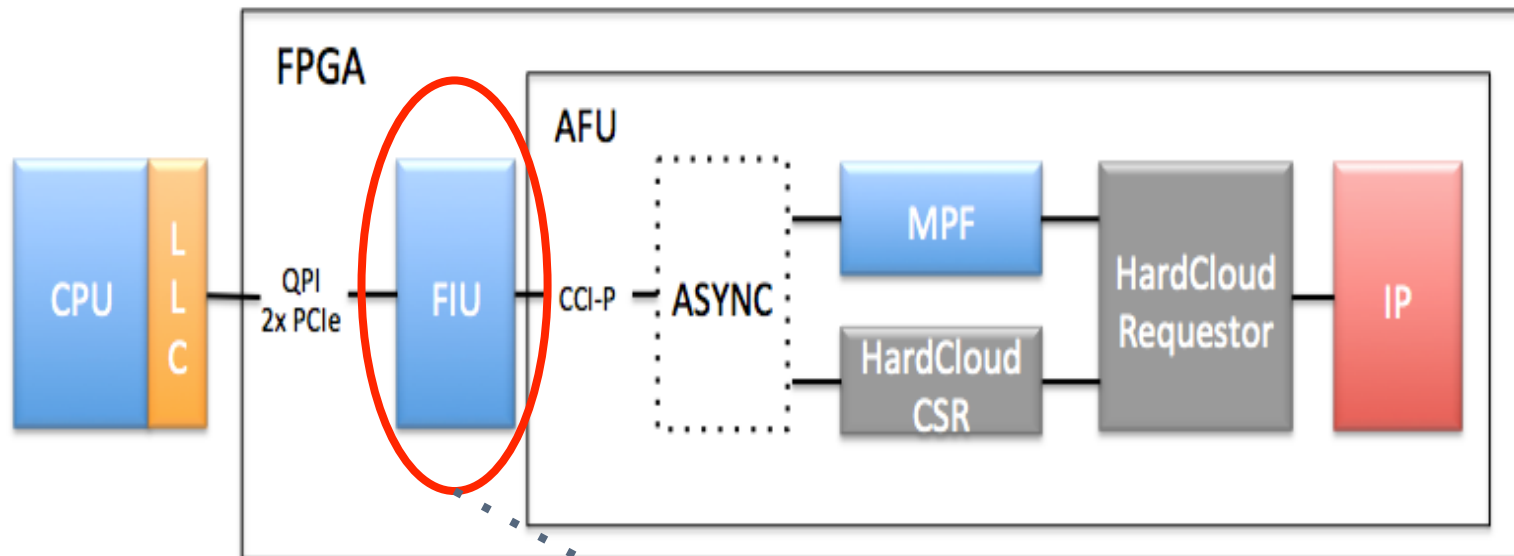 FPGA
AFU
CPU
L
L
C
QPI
2x PCIe
FIU
CCI-P
ASYNC
MPF
HardCloud
CSR
HardCloud
Requestor
IP